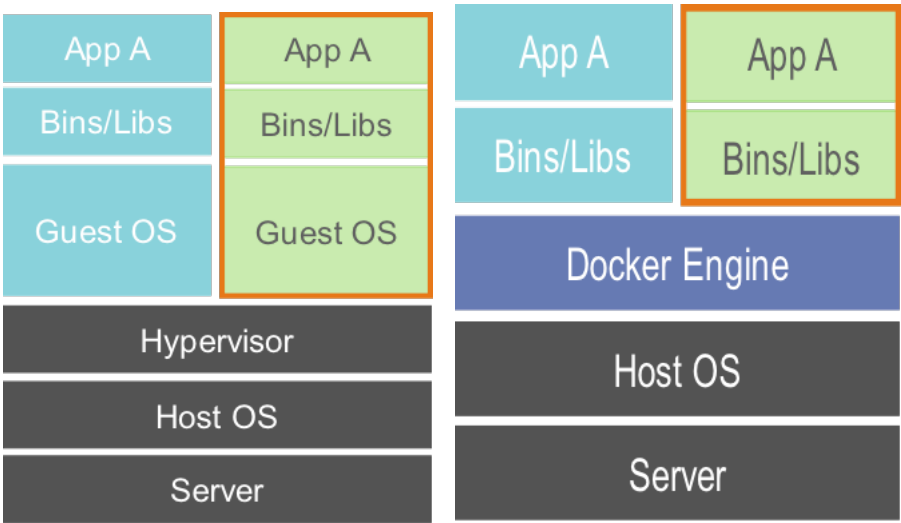 App A
App A
Bins/Libs
Bins/Libs
Guest OS
Guest OS
Hypervisor
Host OS
Server
App A
App A
Bins/Libs
Bins/Libs
Docker Engine
Host OS
Server